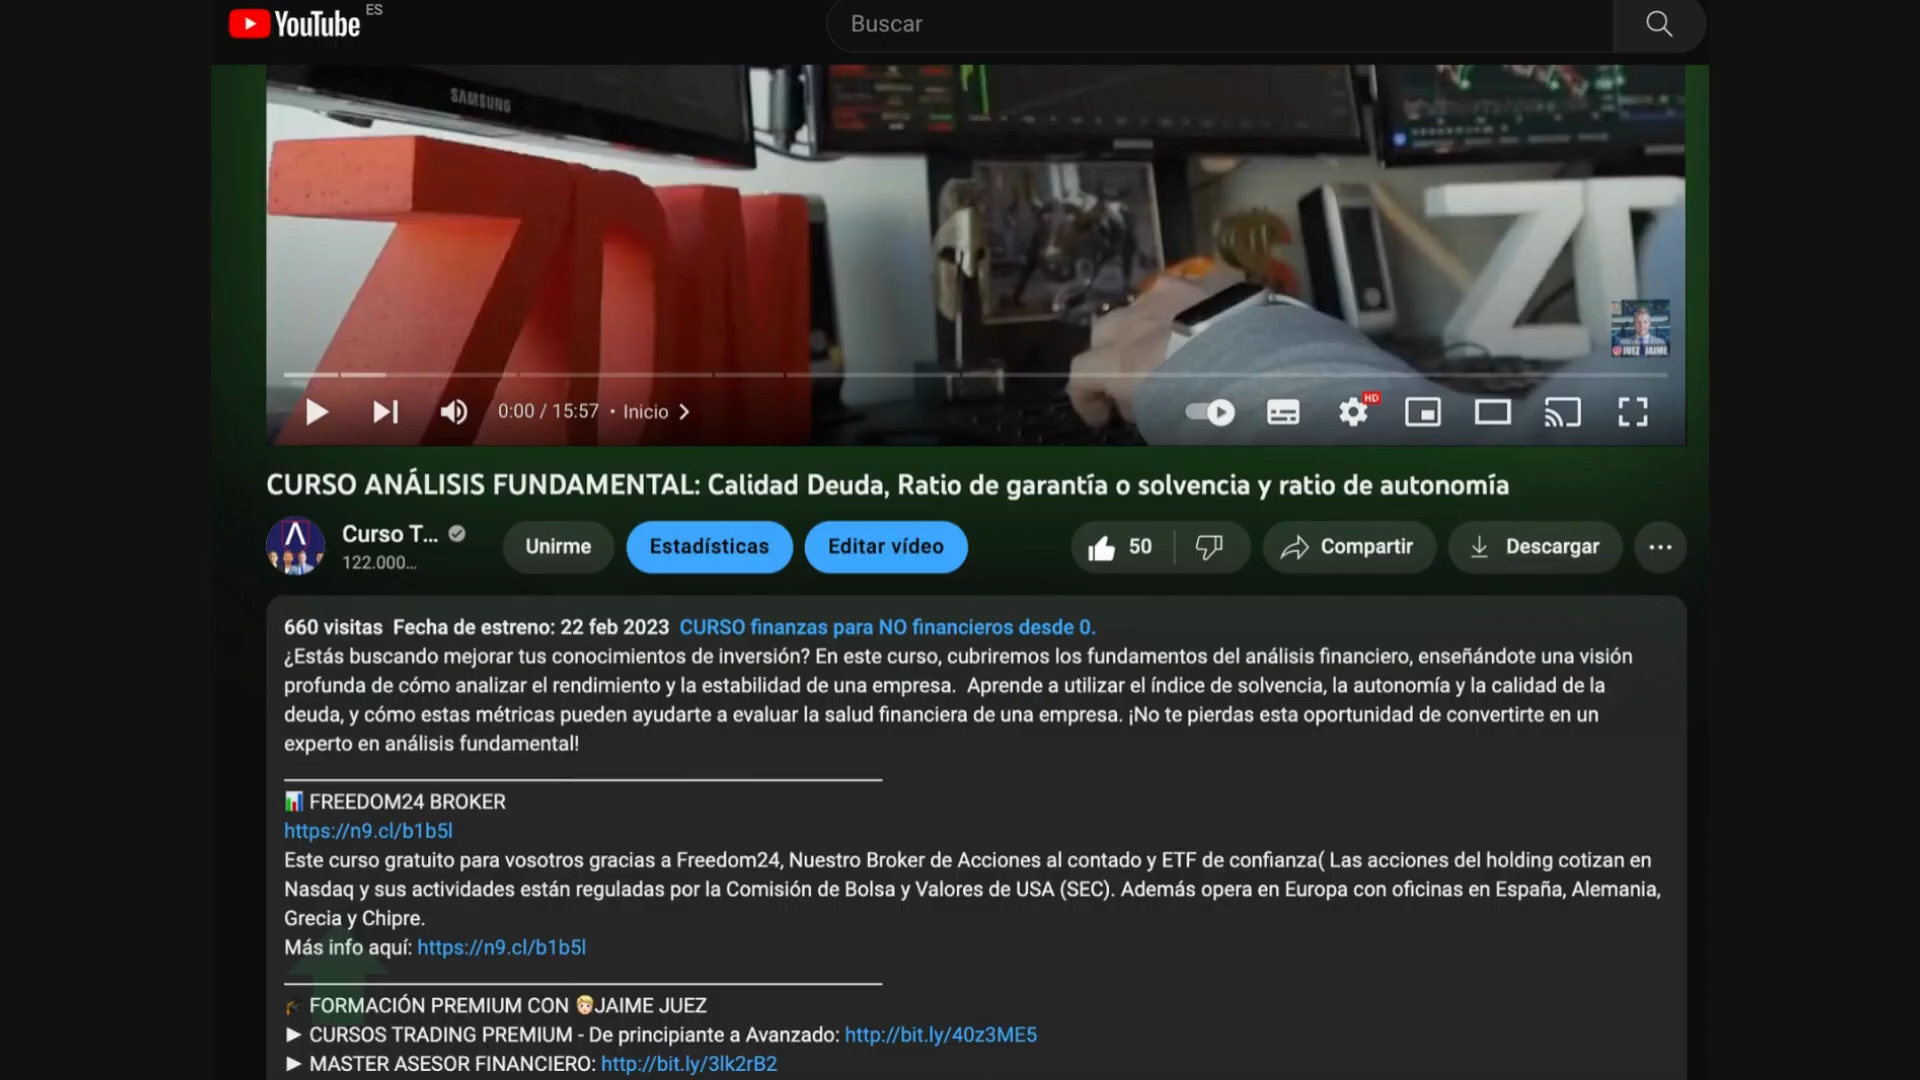 YouTube ES
Buscar
SAMSUNG
JUEZ JAIME
0:00 / 15:57 • Inicio
HD
CURSO ANÁLISIS FUNDAMENTAL: Calidad Deuda, Ratio de garantía o solvencia y ratio de autonomía
Curso T...
122.000...
Unirme
Estadísticas
Editar vídeo
50
Compartir
Descargar
660 visitas Fecha de estreno: 22 feb 2023 CURSO finanzas para NO financieros desde 0.
¿Estás buscando mejorar tus conocimientos de inversión? En este curso, cubriremos los fundamentos del análisis financiero, enseñándote una visión
profunda de cómo analizar el rendimiento y la estabilidad de una empresa. Aprende a utilizar el índice de solvencia, la autonomía y la calidad de la
deuda, y cómo estas métricas pueden ayudarte a evaluar la salud financiera de una empresa. ¡No te pierdas esta oportunidad de convertirte en un
experto en análisis fundamental!
FREEDOM24 BROKER
https://n9.cl/b1b5l
Este curso gratuito para vosotros gracias a Freedom24, Nuestro Broker de Acciones al contado y ETF de confianza( Las acciones del holding cotizan en
Nasdaq y sus actividades están reguladas por la Comisión de Bolsa y Valores de USA (SEC). Además opera en Europa con oficinas en España, Alemania,
Grecia y Chipre.
Más info aquí: https://n9.cl/b1b5l
FORMACIÓN PREMIUM CON JAIME JUEZ
► CURSOS TRADING PREMIUM - De principiante a Avanzado: http://bit.ly/40z3ME5
► MASTER ASESOR FINANCIERO: http://bit.ly/3lk2rB2